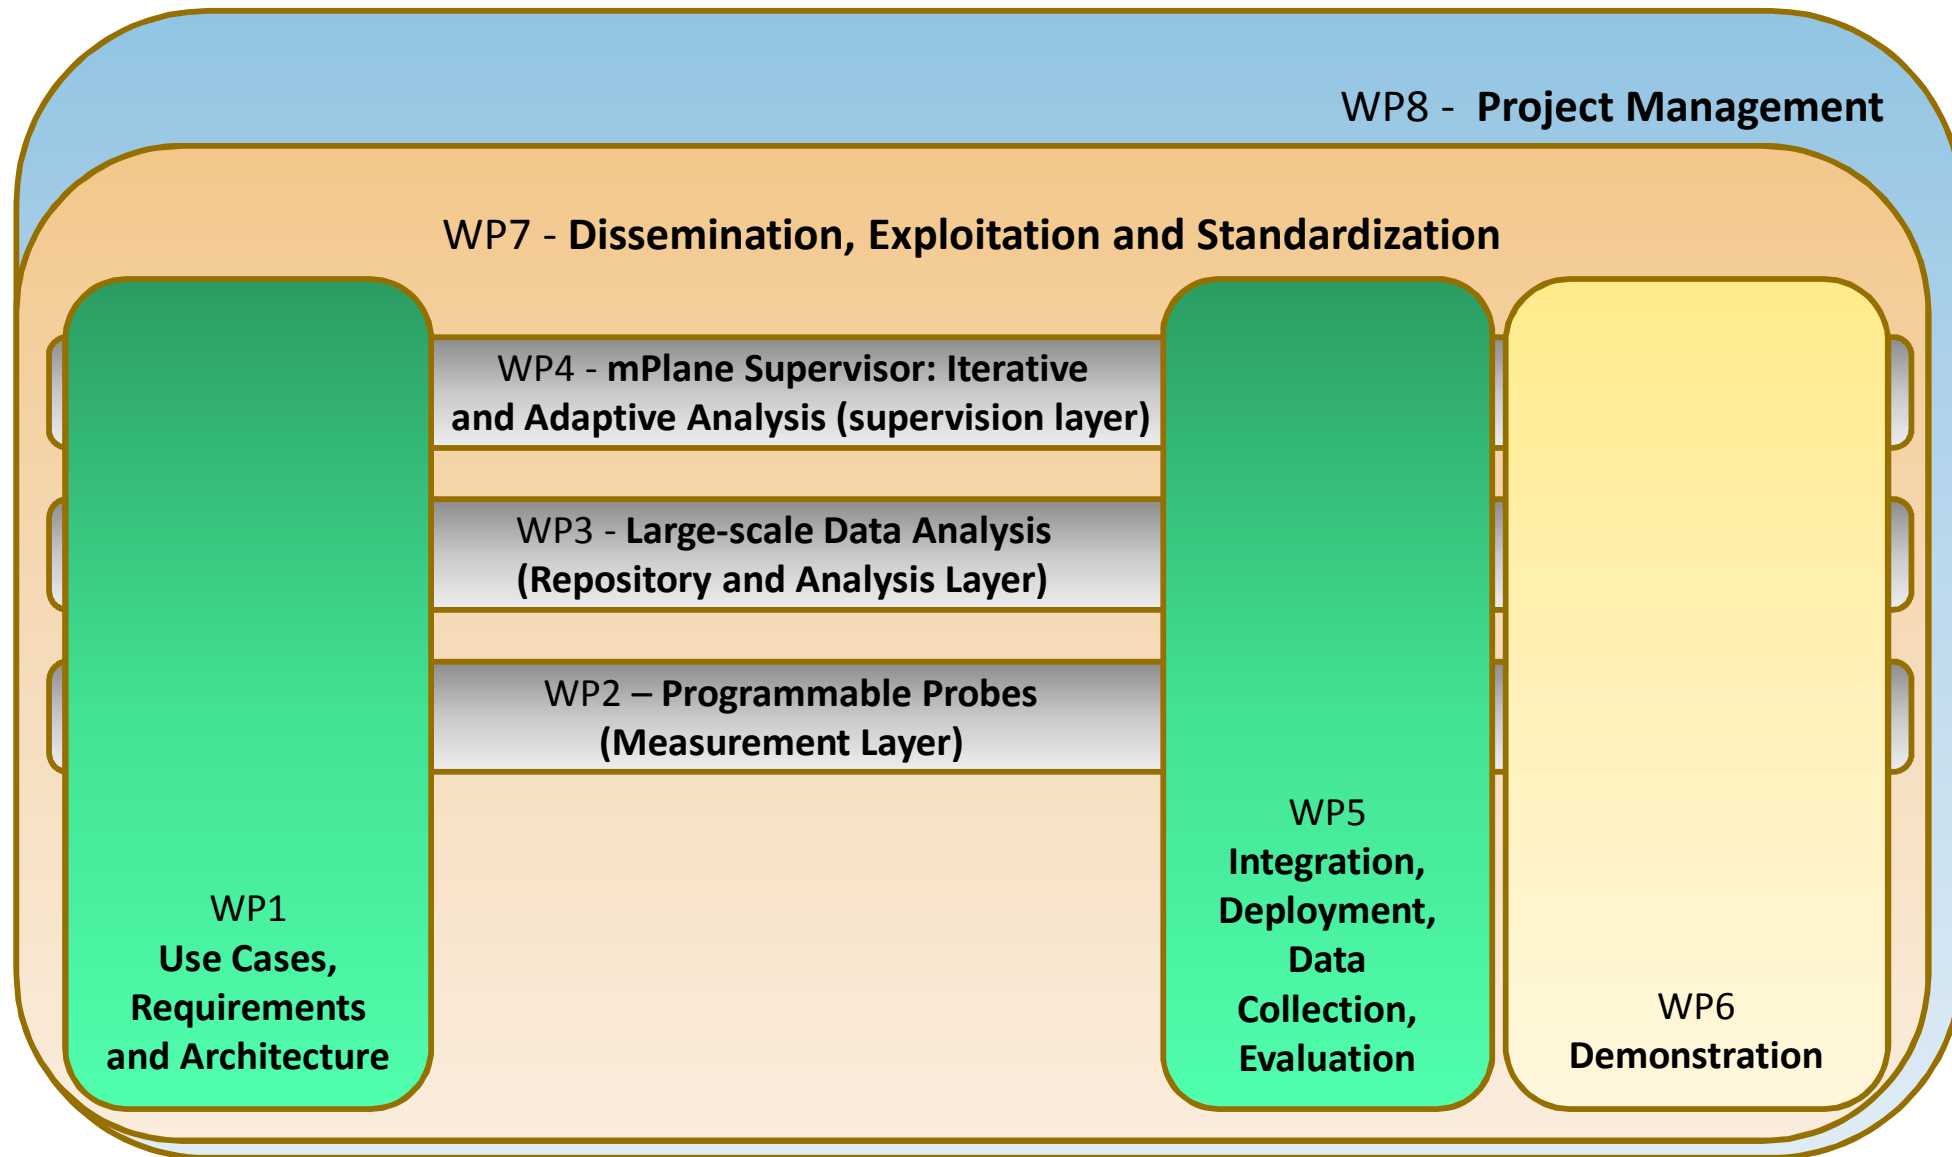 WP8 - Project Management
WP7 - Dissemination, Exploitation and Standardization
WP4 - mPlane Supervisor: Iterative
and Adaptive Analysis (supervision layer)
WP3 - Large-scale Data Analysis
(Repository and Analysis Layer)
WP2 – Programmable Probes
(Measurement Layer)
WP1
Use Cases,
Requirements
and Architecture
WP5
Integration,
Deployment,
Data
Collection,
Evaluation
WP6
Demonstration